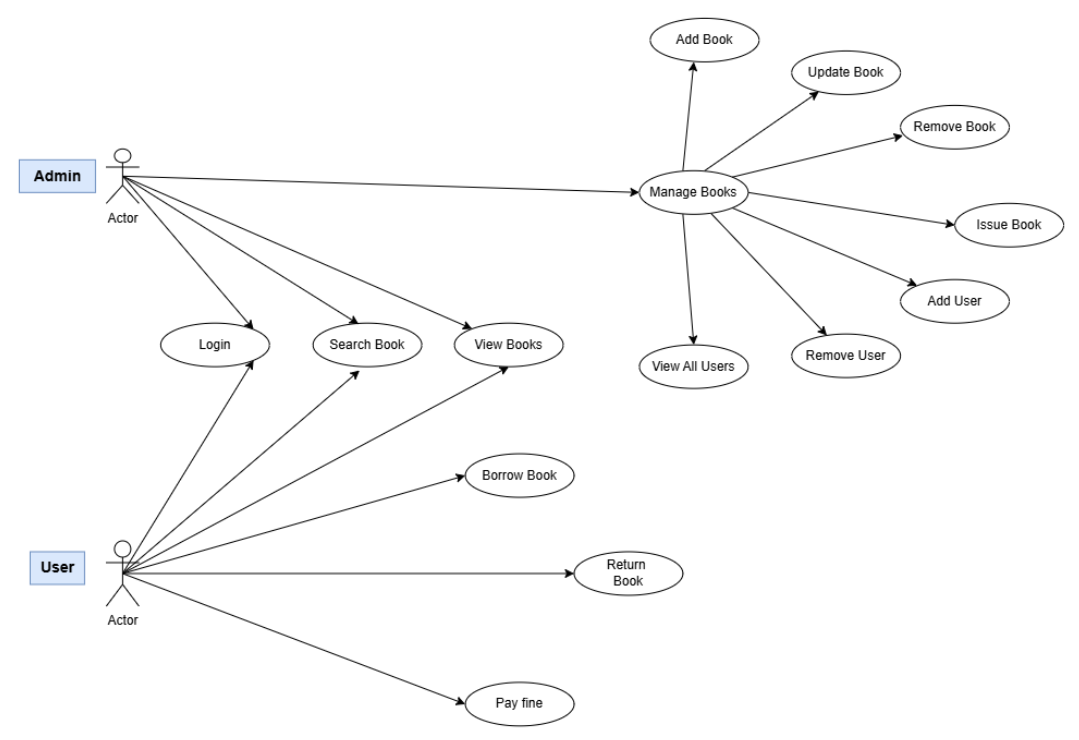 Add Book
Update Book
Remove Book
Admin
Manage Books
Actor
Issue Book
Add User
Login
Search Book
View Books
Remove User
View All Users
Borrow Book
User
Return
Book
Actor
Pay fine